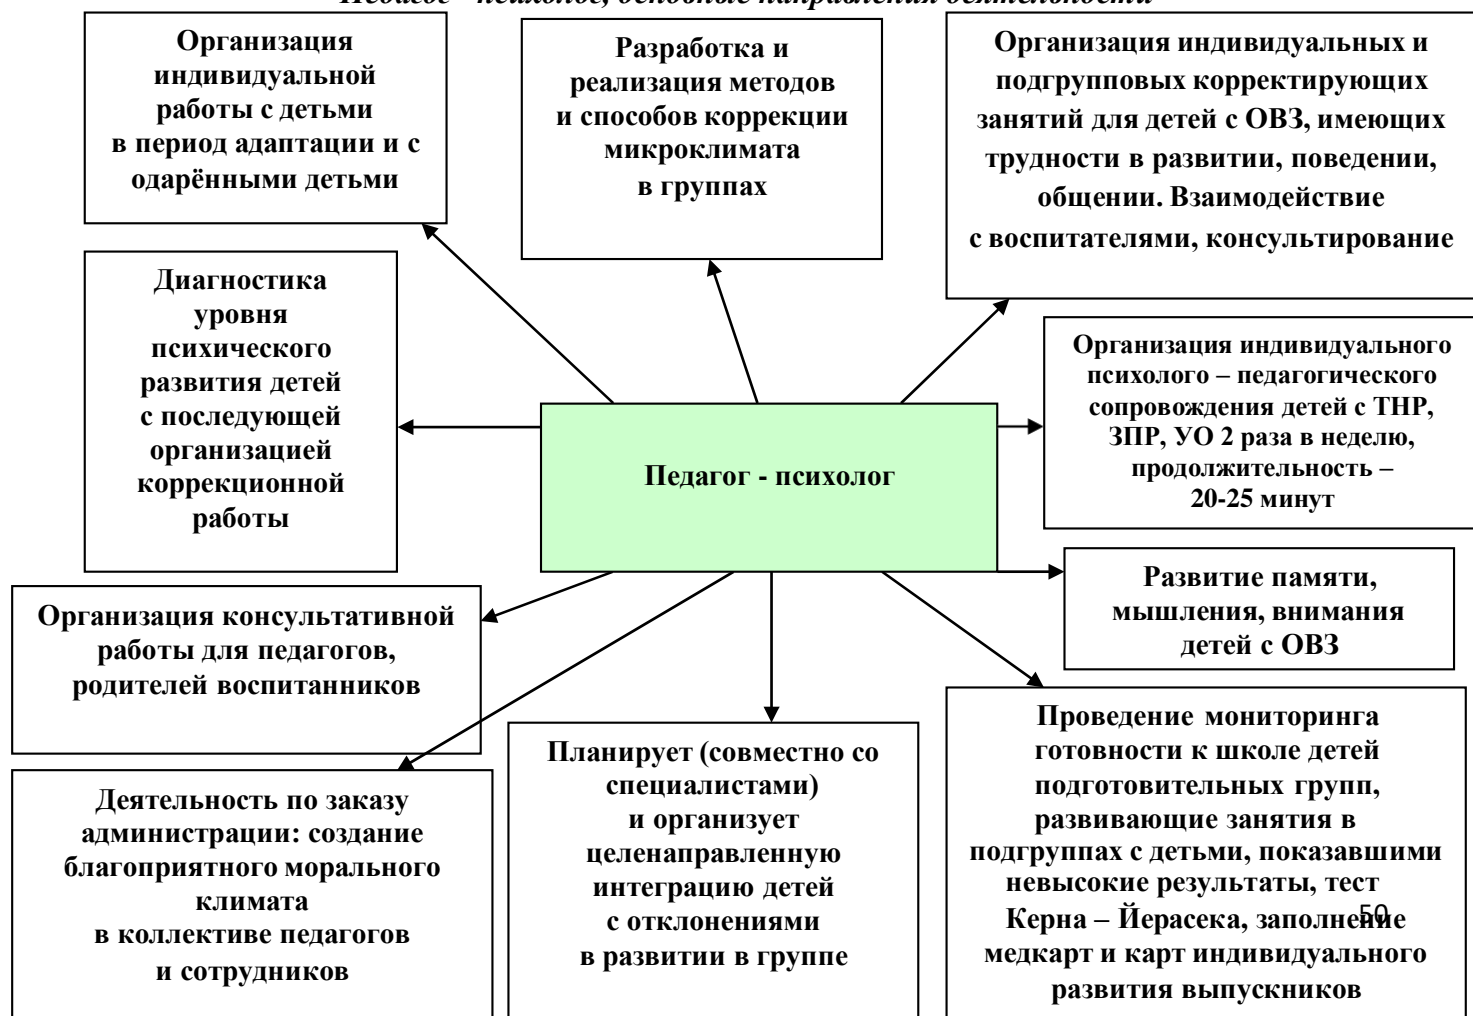 Педагог - психолог, основные направления деятельности
Организация
индивидуальной
работы с детьми
в период адаптации и с
одарёнными детьми
Разработка и
реализация методов
и способов коррекции
микроклимата
в группах
Организация индивидуальных и
подгрупповых корректирующих
занятий для детей с ОВЗ, имеющих
трудности в развитии, поведении,
общении. Взаимодействие
с воспитателями, консультирование
Диагностика
уровня
психического
развития детей
с последующей
организацией
коррекционной
работы
Организация индивидуального
психолого – педагогического
сопровождения детей с ТНР,
ЗПР, УО 2 раза в неделю,
продолжительность –
20-25 минут
Педагог - психолог
Развитие памяти,
мышления, внимания
детей с ОВЗ
Организация консультативной
работы для педагогов,
родителей воспитанников
Деятельность по заказу
администрации: создание
благоприятного морального
климата
в коллективе педагогов
и сотрудников
Планирует (совместно со
специалистами)
и организует
целенаправленную
интеграцию детей
с отклонениями
в развитии в группе
Проведение мониторинга
готовности к школе детей
подготовительных групп,
развивающие занятия в
подгруппах с детьми, показавшими
невысокие результаты, тест
Керна – Йерасека, заполнение
медкарт и карт индивидуального
развития выпускников
50